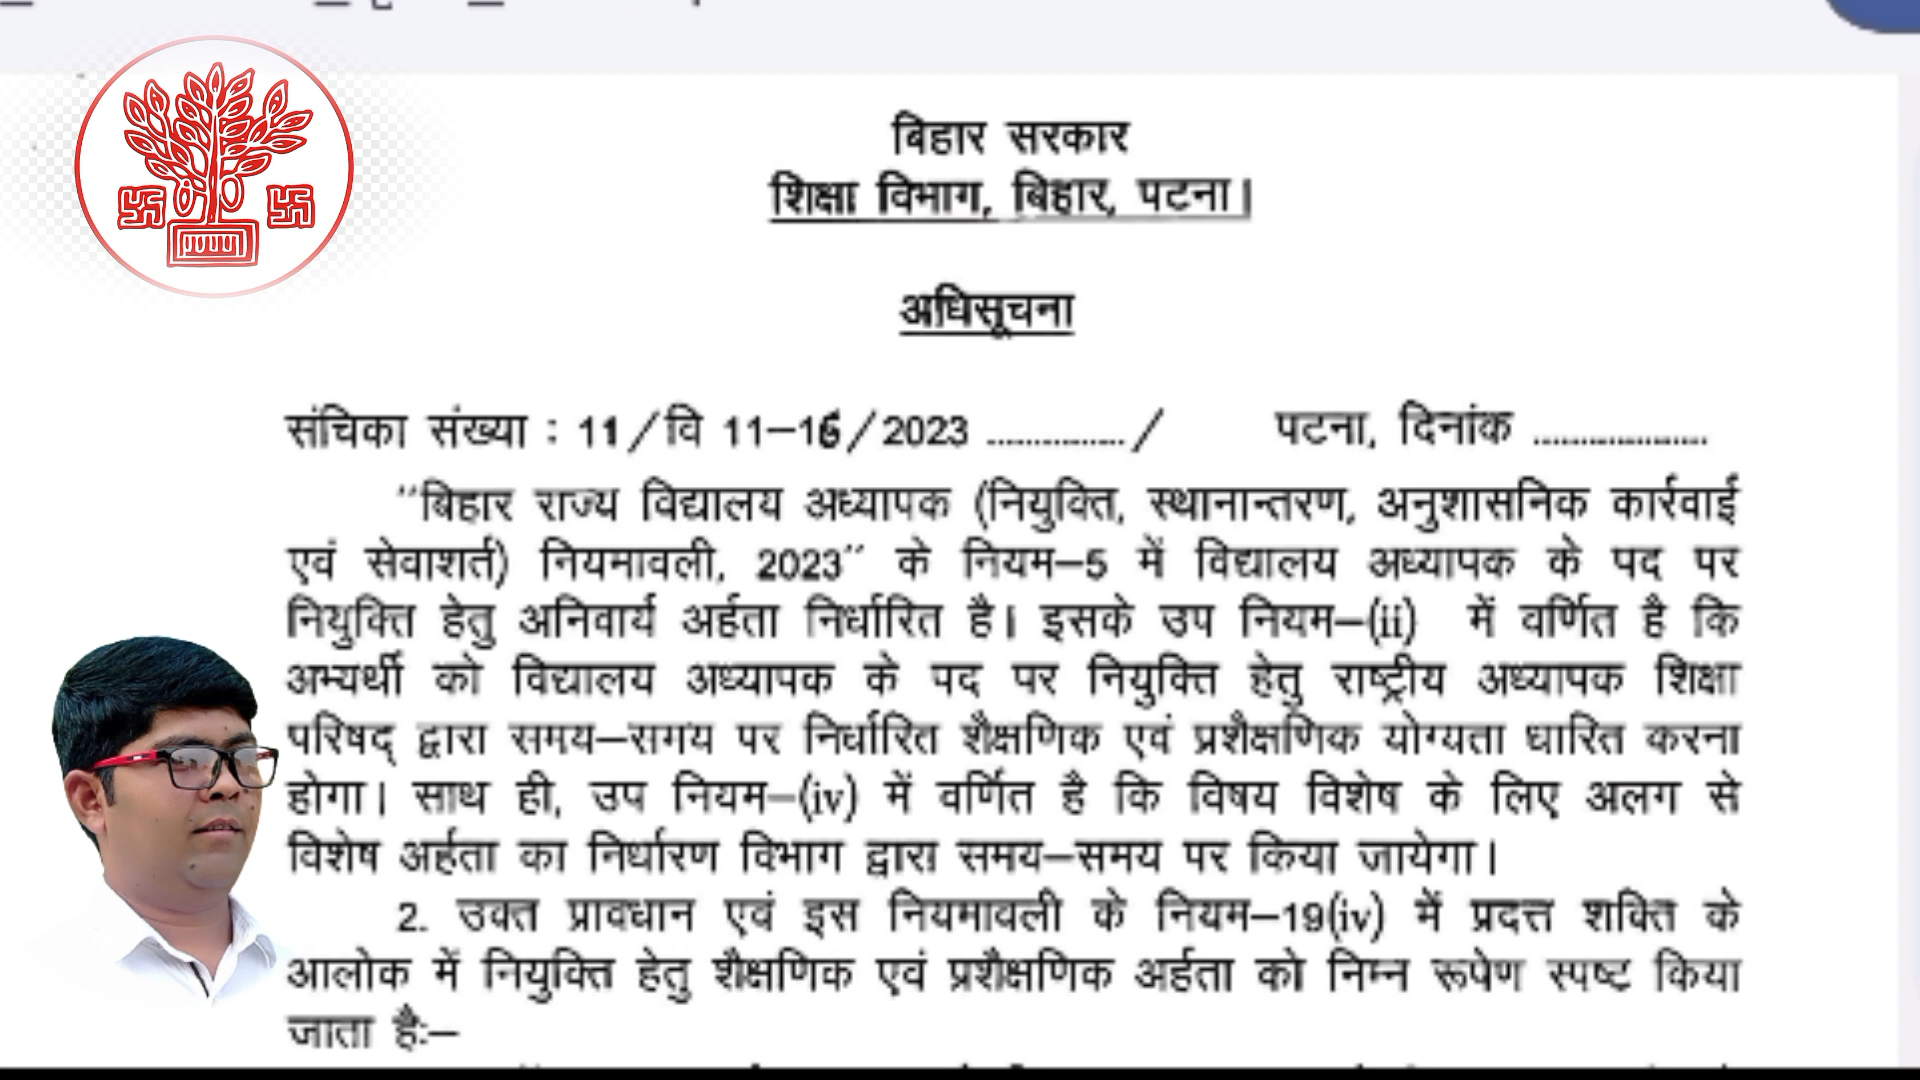 बिहार सरकार
शिक्षा विभाग, बिहार, पटना।
अधिसूचना
संचिका संख्या : 11/वि 11–16/2023 ............../ पटना, दिनांक ....................
“बिहार राज्य विद्यालय अध्यापक (नियुक्ति, स्थानान्तरण, अनुशासनिक कार्रवाई
एवं सेवाशर्त) नियमावली, 2023” के नियम–5 में विद्यालय अध्यापक के पद पर
नियुक्ति हेतु अनिवार्य अर्हता निर्धारित है। इसके उप नियम–(ii) में वर्णित है कि
अभ्यर्थी को विद्यालय अध्यापक के पद पर नियुक्ति हेतु राष्ट्रीय अध्यापक शिक्षा
परिषद् द्वारा समय–समय पर निर्धारित शैक्षणिक एवं प्रशैक्षणिक योग्यता धारित करना
होगा। साथ ही, उप नियम–(iv) में वर्णित है कि विषय विशेष के लिए अलग से
विशेष अर्हता का निर्धारण विभाग द्वारा समय–समय पर किया जायेगा।
2. उक्त प्रावधान एवं इस नियमावली के नियम–19(iv) में प्रदत्त शक्ति के
आलोक में नियुक्ति हेतु शैक्षणिक एवं प्रशैक्षणिक अर्हता को निम्न रूपेण स्पष्ट किया
जाता है:–